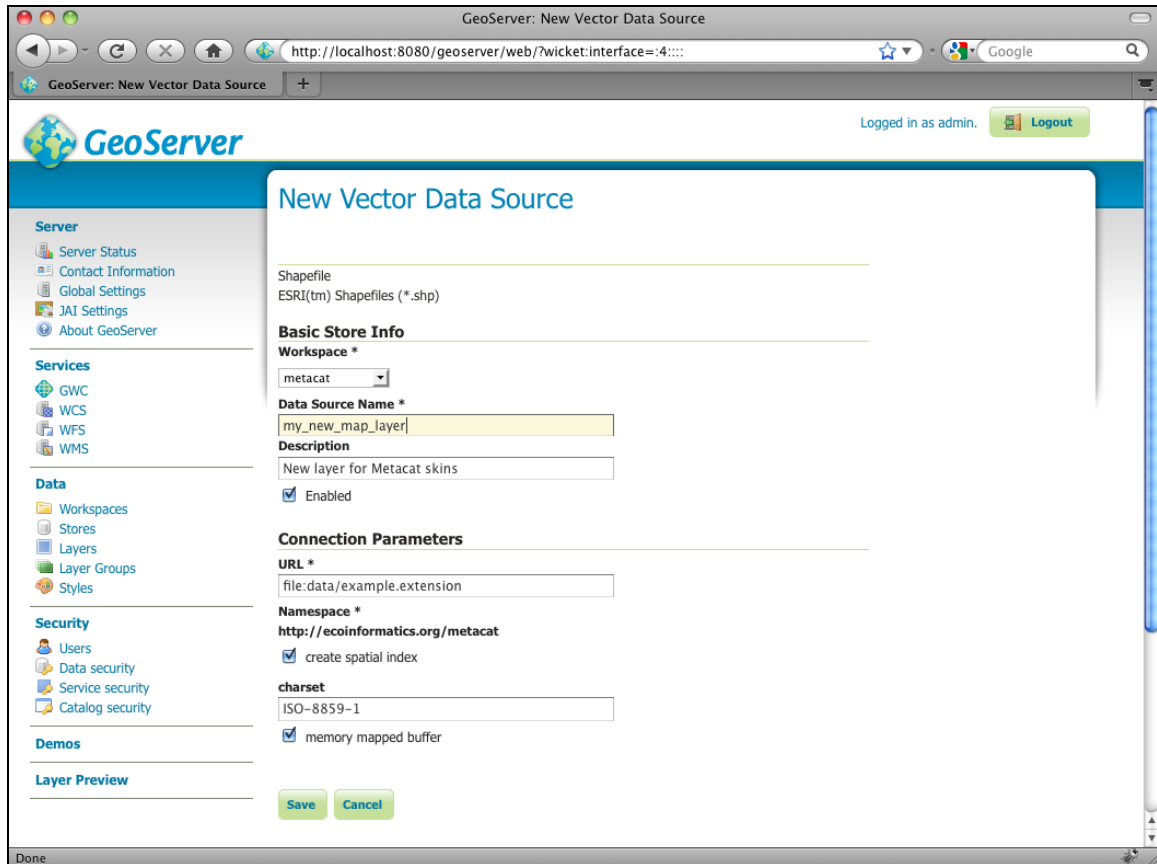 GeoServer: New Vector Data Source
http://localhost:8080/geoserver/web/?wicket:interface=:4::::
Google
GeoServer: New Vector Data Source
GeoServer
Logged in as admin.
Logout
New Vector Data Source
Server
Server Status
Contact Information
Global Settings
JAI Settings
About GeoServer
Services
GWC
WCS
WFS
WMS
Data
Workspaces
Stores
Layers
Layer Groups
Styles
Security
Users
Data security
Service security
Catalog security
Demos
Layer Preview
Shapefile
ESRI(tm) Shapefiles (*.shp)
Basic Store Info
Workspace *
metacat
Data Source Name *
my_new_map_layer
Description
New layer for Metacat skins
Enabled
Connection Parameters
URL *
file:data/example.extension
Namespace *
http://ecoinformatics.org/metacat
create spatial index
charset
ISO-8859-1
memory mapped buffer
Save
Cancel
Done